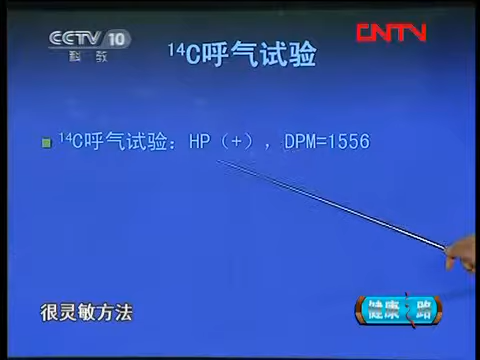 CCTV 10
科教
CNTV
¹⁴C呼气试验
¹⁴C呼气试验：HP（+），DPM=1556
很灵敏方法
健康之路